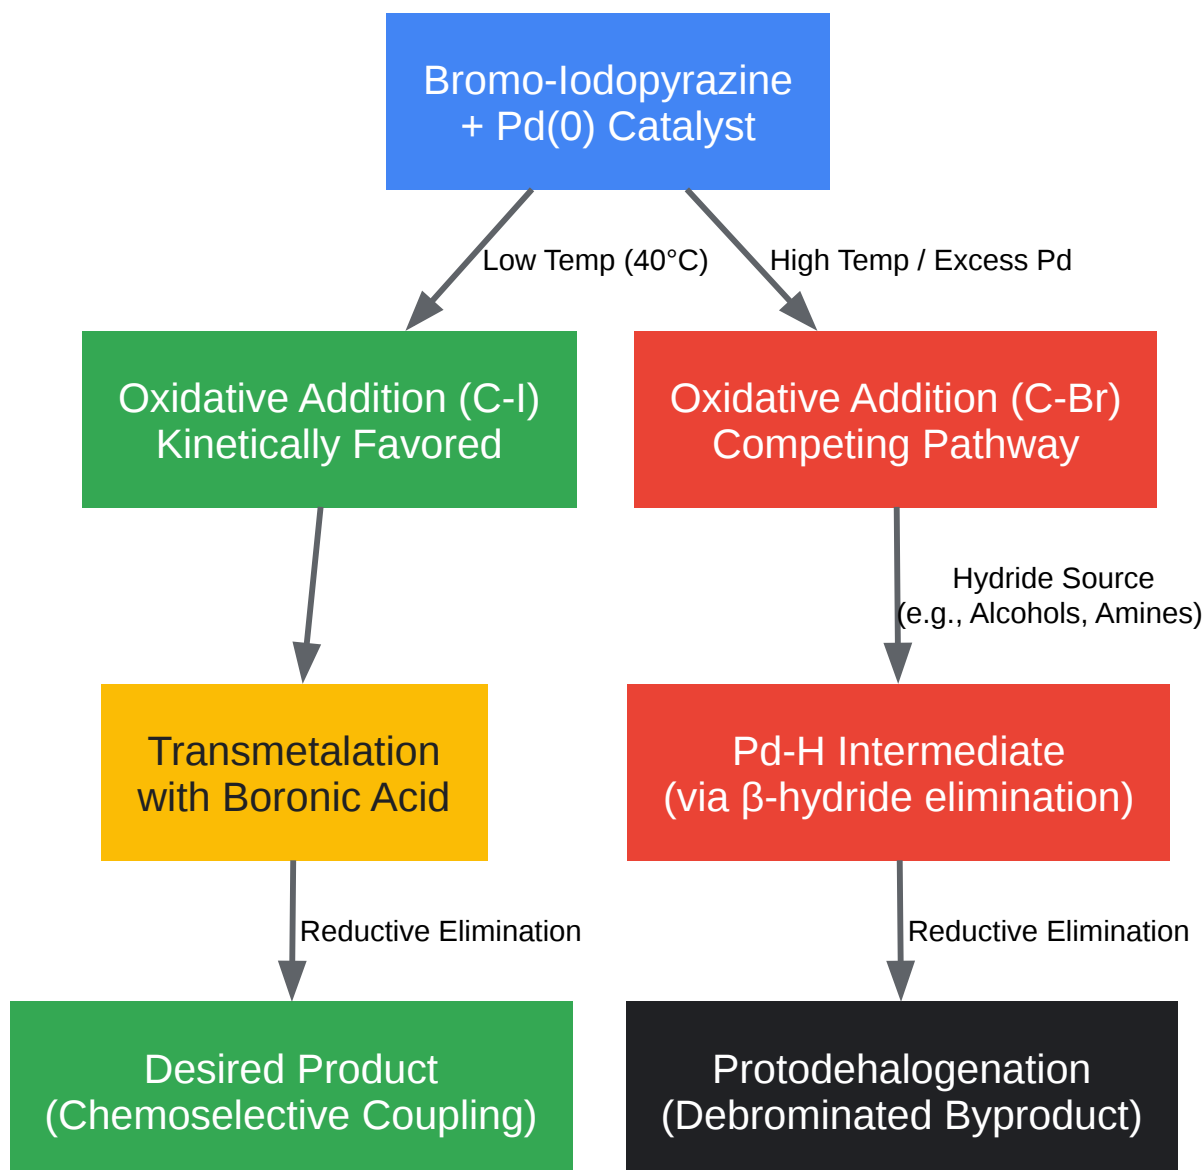 Bromo-Iodopyrazine
+ Pd(0) Catalyst
Low Temp (40°C)
High Temp / Excess Pd
Oxidative Addition (C-I)
Kinetically Favored
Oxidative Addition (C-Br)
Competing Pathway
Hydride Source
(e.g., Alcohols, Amines)
Transmetalation
with Boronic Acid
Pd-H Intermediate
(via β-hydride elimination)
Reductive Elimination
Reductive Elimination
Desired Product
(Chemoselective Coupling)
Protodehalogenation
(Debrominated Byproduct)